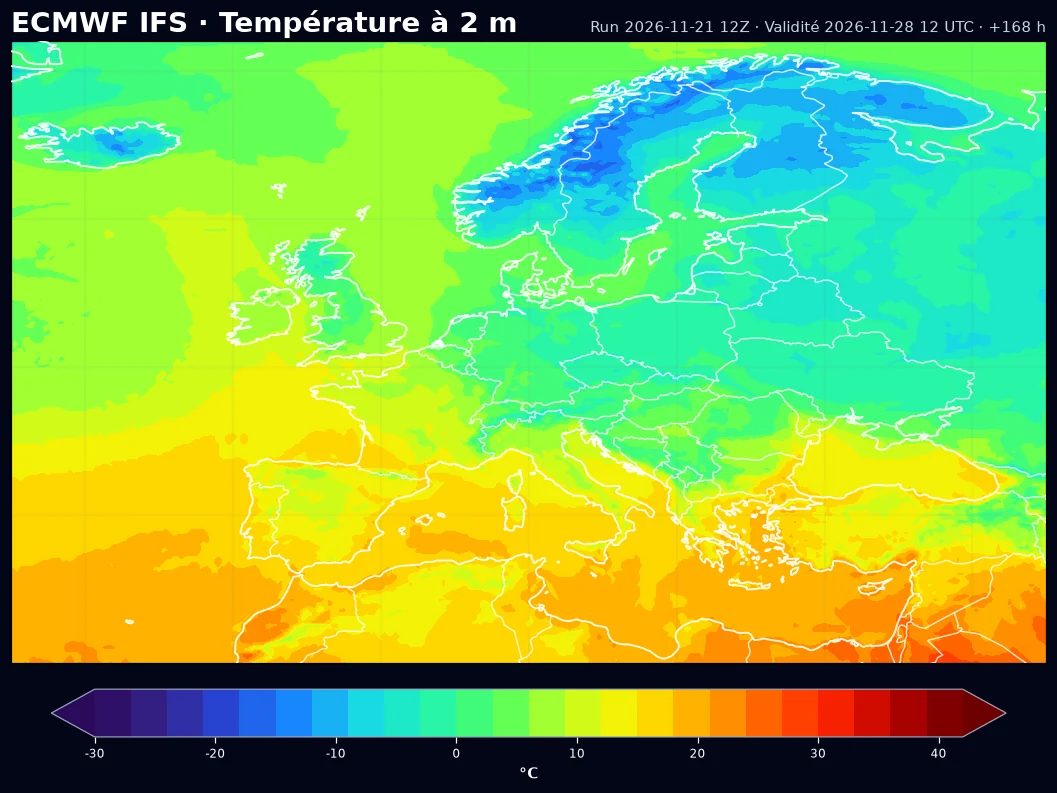 ECMWF IFS · Température à 2 m
Run 2026-11-21 12Z · Validité 2026-11-28 12 UTC · +168 h
-30 -20 -10 0 10 20 30 40
°C